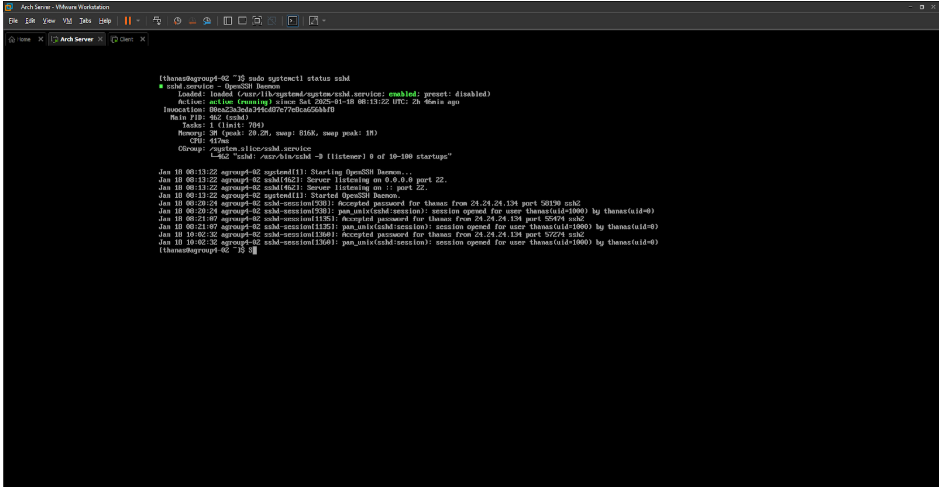 Arch Server - VMware Workstation
File Edit View VM Tabs Help
Home Arch Server Client
[thanas@agroup4-02 ~]$ sudo systemctl status sshd
sshd.service - OpenSSH Daemon
Loaded: loaded (/usr/lib/systemd/system/sshd.service; enabled; preset: disabled)
Active: active (running) since Sat 2025-01-18 08:13:22 UTC; 2h 46min ago
Invocation:
Main PID: 462 (sshd)
Tasks: 1 (limit: 784)
Memory: 3M (peak: 20.2M, swap: 816K, swap peak: 1M)
CPU: 417ms
CGroup: /system.slice/sshd.service
└─462 "sshd: /usr/bin/sshd -D [listener] 0 of 10-100 startups"
Jan 18 08:13:22 agroup4-02 systemd[1]: Starting OpenSSH Daemon...
Jan 18 08:13:22 agroup4-02 sshd[462]: Server listening on 0.0.0.0 port 22.
Jan 18 08:13:22 agroup4-02 sshd[462]: Server listening on :: port 22.
Jan 18 08:13:22 agroup4-02 systemd[1]: Started OpenSSH Daemon.
Jan 18 08:20:24 agroup4-02 sshd-session[938]: Accepted password for thanas from 24.24.24.134 port 58190 ssh2
Jan 18 08:20:24 agroup4-02 sshd-session[938]: pam_unix(sshd:session): session opened for user thanas(uid=1000) by thanas(uid=0)
Jan 18 08:21:07 agroup4-02 sshd-session[1135]: Accepted password for thanas from 24.24.24.134 port 55474 ssh2
Jan 18 08:21:07 agroup4-02 sshd-session[1135]: pam_unix(sshd:session): session opened for user thanas(uid=1000) by thanas(uid=0)
Jan 18 10:02:32 agroup4-02 sshd-session[1360]: Accepted password for thanas from 24.24.24.134 port 57274 ssh2
Jan 18 10:02:32 agroup4-02 sshd-session[1360]: pam_unix(sshd:session): session opened for user thanas(uid=1000) by thanas(uid=0)
[thanas@agroup4-02 ~]$ S